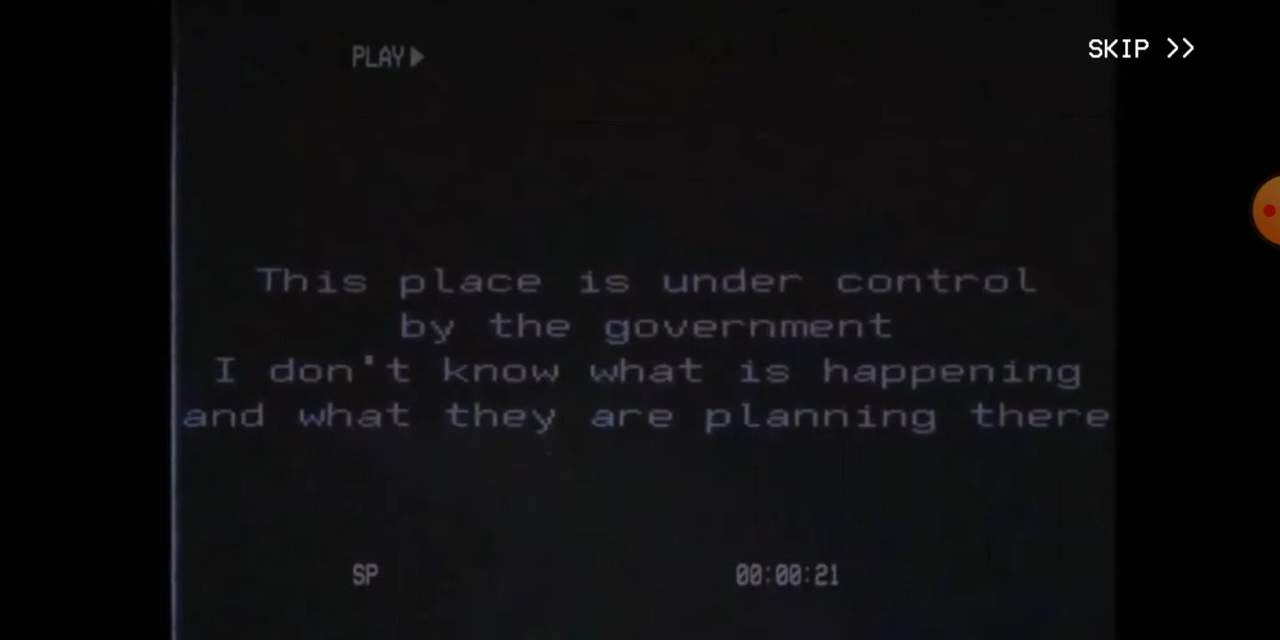 PLAY
SKIP >>
This place is under control
by the government
I don't know what is happening
and what they are planning there
SP
00:00:21